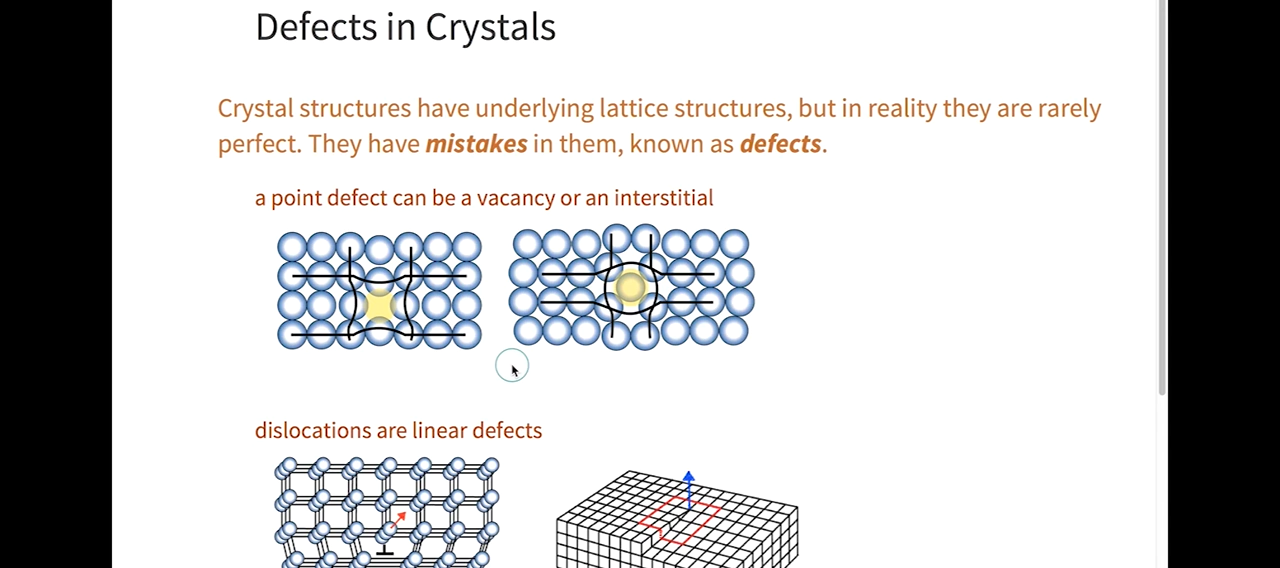 Defects in Crystals
Crystal structures have underlying lattice structures, but in reality they are rarely
perfect. They have mistakes in them, known as defects.
a point defect can be a vacancy or an interstitial
dislocations are linear defects